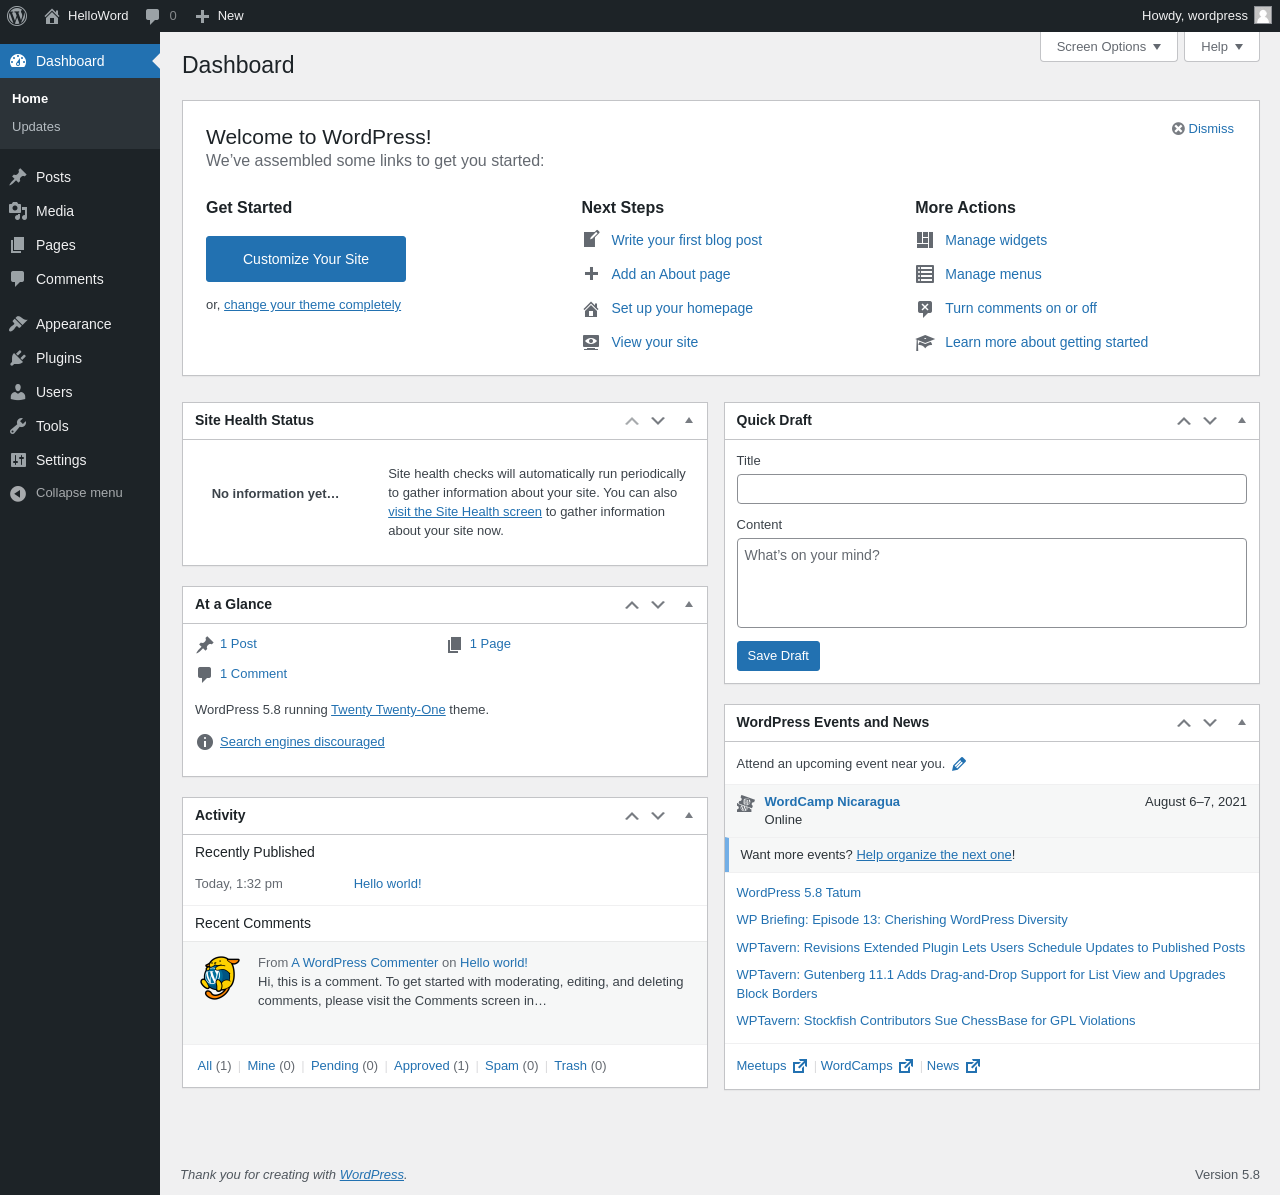 HelloWord
0
New
Howdy, wordpress
Dashboard
Home
Updates
Posts
Media
Pages
Comments
Appearance
Plugins
Users
Tools
Settings
Collapse menu
Screen Options
Help
Dashboard
Welcome to WordPress!
We’ve assembled some links to get you started:
Dismiss
Get Started
Customize Your Site
or, change your theme completely
Next Steps
Write your first blog post
Add an About page
Set up your homepage
View your site
More Actions
Manage widgets
Manage menus
Turn comments on or off
Learn more about getting started
Site Health Status
No information yet…
Site health checks will automatically run periodically
to gather information about your site. You can also
visit the Site Health screen to gather information
about your site now.
At a Glance
1 Post
1 Page
1 Comment
WordPress 5.8 running Twenty Twenty-One theme.
Search engines discouraged
Activity
Recently Published
Today, 1:32 pm
Hello world!
Recent Comments
From A WordPress Commenter on Hello world!
Hi, this is a comment. To get started with moderating, editing, and deleting
comments, please visit the Comments screen in…
All (1) | Mine (0) | Pending (0) | Approved (1) | Spam (0) | Trash (0)
Quick Draft
Title
Content
What’s on your mind?
Save Draft
WordPress Events and News
Attend an upcoming event near you.
WordCamp Nicaragua
August 6–7, 2021
Online
Want more events? Help organize the next one!
WordPress 5.8 Tatum
WP Briefing: Episode 13: Cherishing WordPress Diversity
WPTavern: Revisions Extended Plugin Lets Users Schedule Updates to Published Posts
WPTavern: Gutenberg 11.1 Adds Drag-and-Drop Support for List View and Upgrades
Block Borders
WPTavern: Stockfish Contributors Sue ChessBase for GPL Violations
Meetups | WordCamps | News
Thank you for creating with WordPress.
Version 5.8